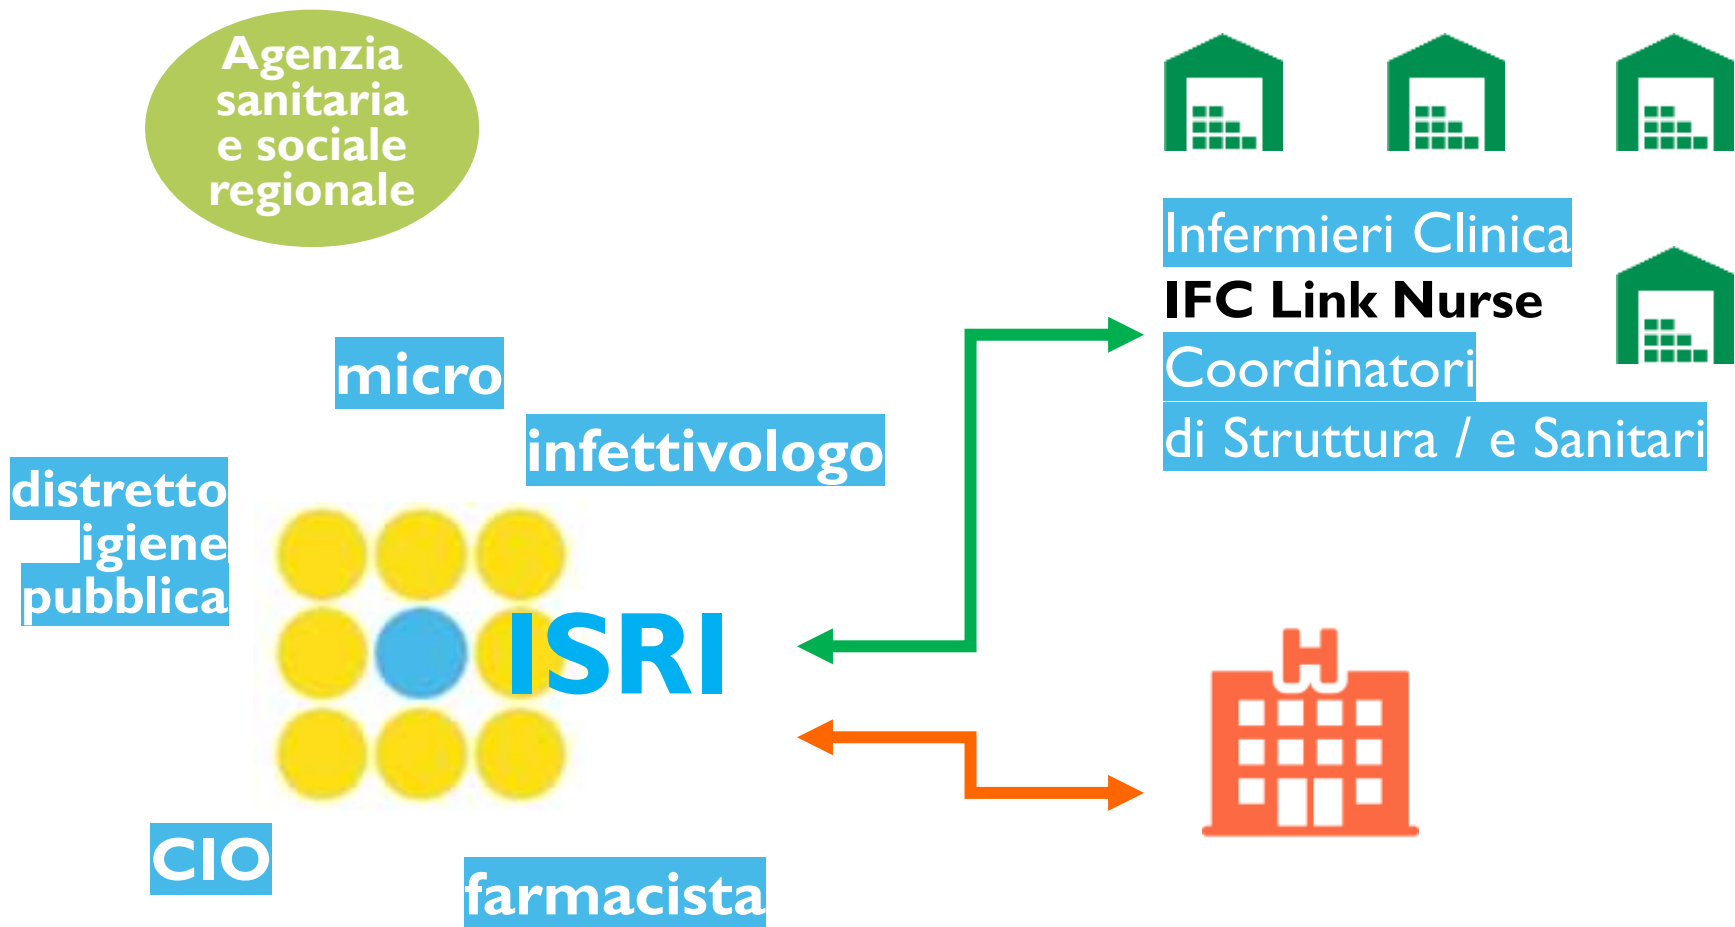 Agenzia
sanitaria
e sociale
regionale
Infermieri Clinica
IFC Link Nurse
Coordinatori
di Struttura / e Sanitari
micro
infettivologo
distretto
igiene
pubblica
ISRI
H
CIO
farmacista